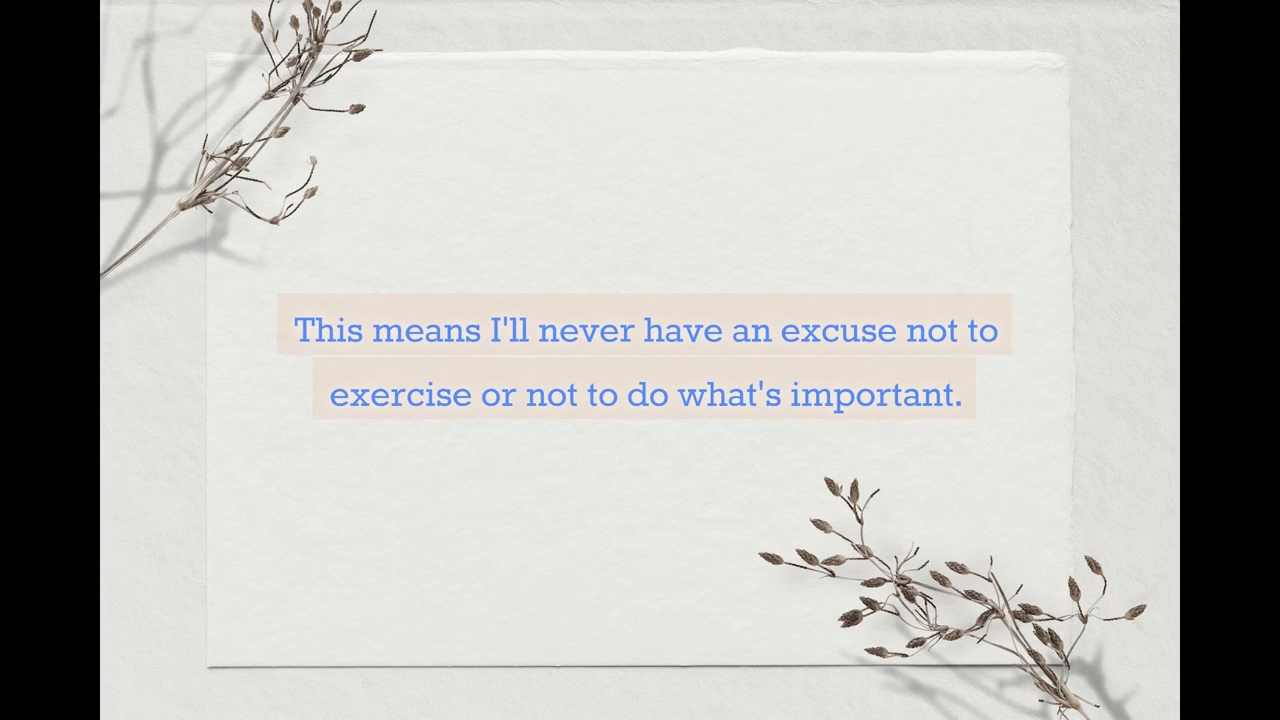 This means I'll never have an excuse not to
exercise or not to do what's important.